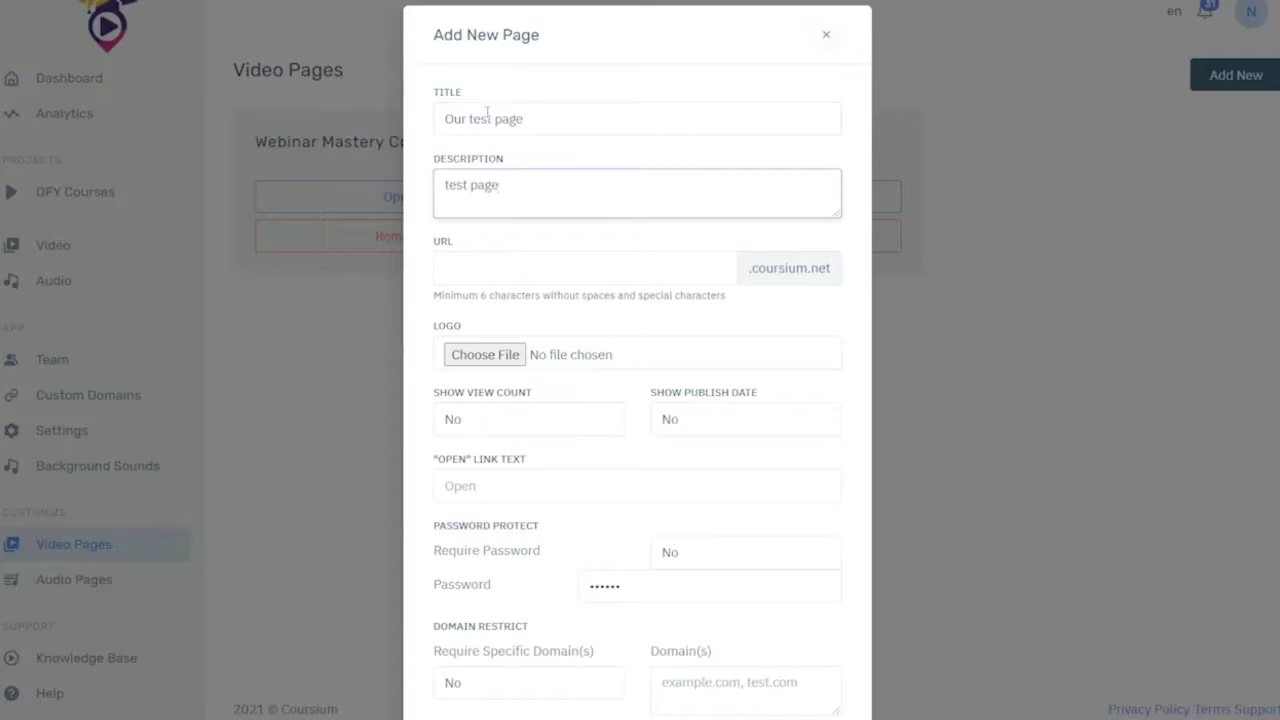 Add New Page
×
en
31
N
Dashboard
Analytics
PROJECTS
DFY Courses
Video
Audio
APP
Team
Custom Domains
Settings
Background Sounds
CUSTOMIZE
Video Pages
Audio Pages
SUPPORT
Knowledge Base
Help
Video Pages
Add New
Webinar Mastery
TITLE
Our test page
DESCRIPTION
test page
URL
.coursium.net
Minimum 6 characters without spaces and special characters
LOGO
Choose File No file chosen
SHOW VIEW COUNT SHOW PUBLISH DATE
No No
"OPEN" LINK TEXT
Open
PASSWORD PROTECT
Require Password No
Password ••••••
DOMAIN RESTRICT
Require Specific Domain(s) Domain(s)
No example.com, test.com
2021 © Coursium
Privacy Policy Terms Support